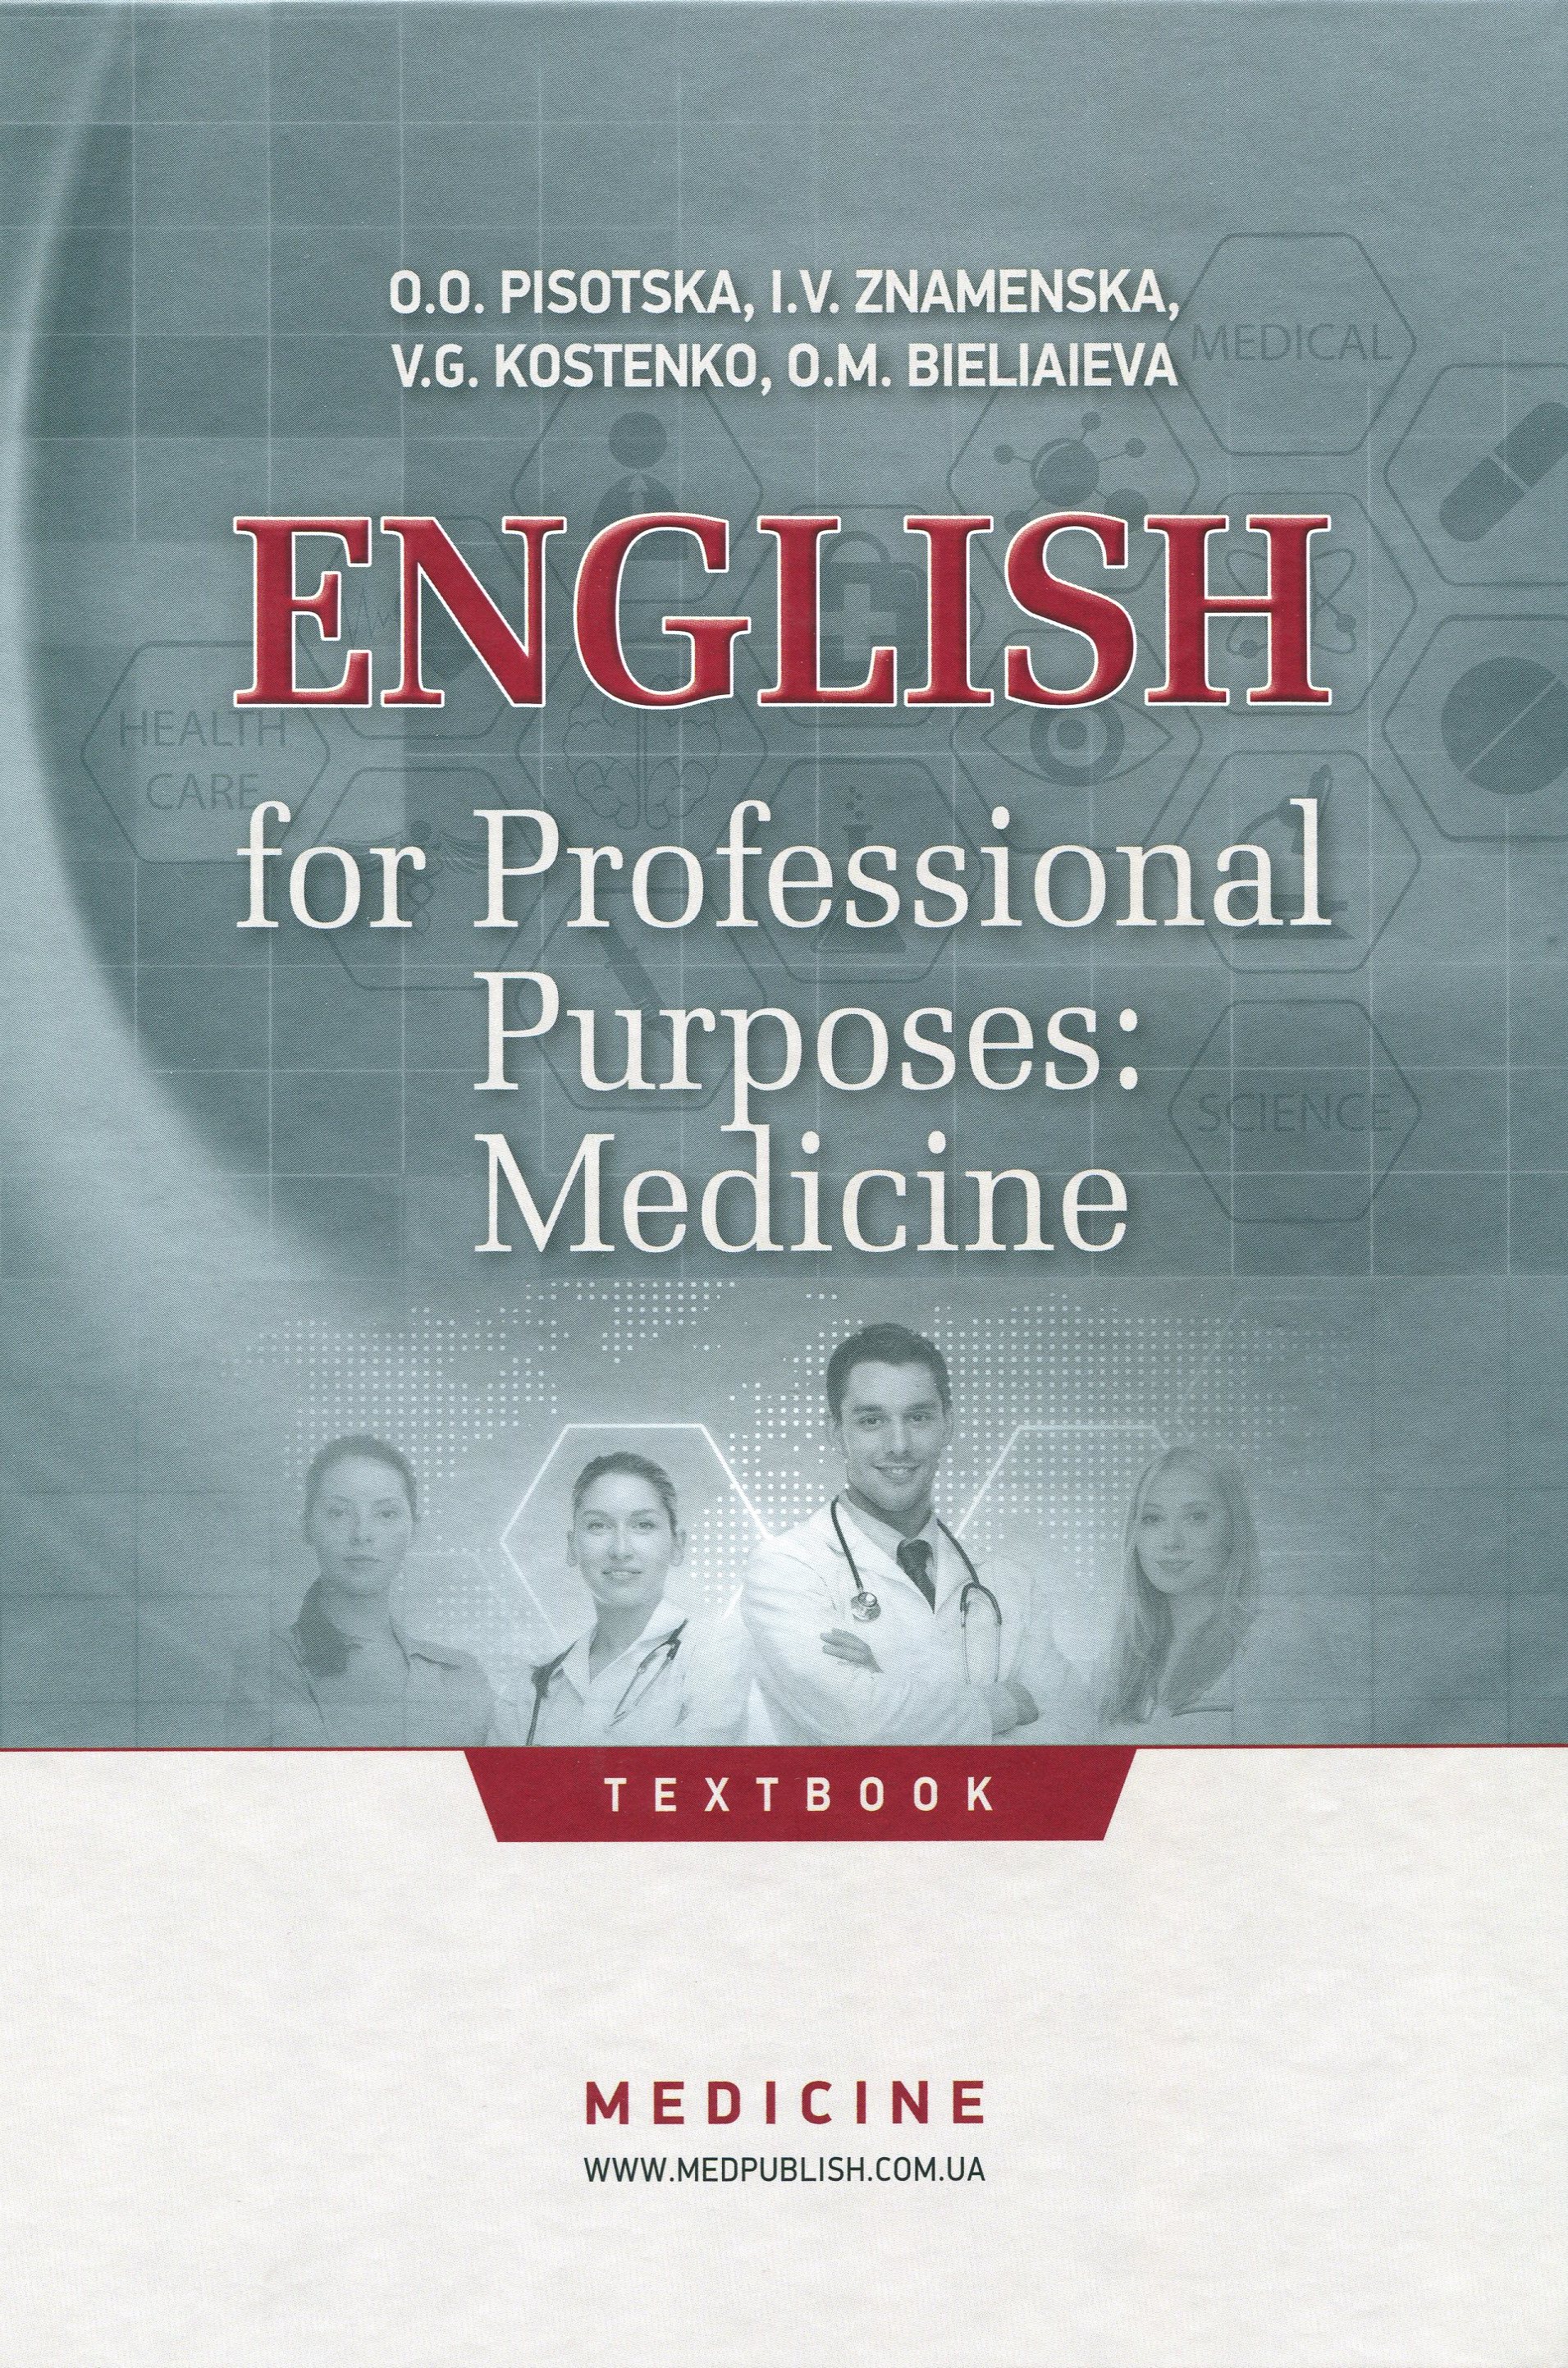 O.O. PISOTSKA, I.V. ZNAMENSKA,
V.G. KOSTENKO, O.M. BIELIAIEVA
MEDICAL
ENGLISH
HEALTH
CARE
for Professional
Purposes:
SCIENCE
Medicine
TEXTBOOK
MEDICINE
WWW.MEDPUBLISH.COM.UA